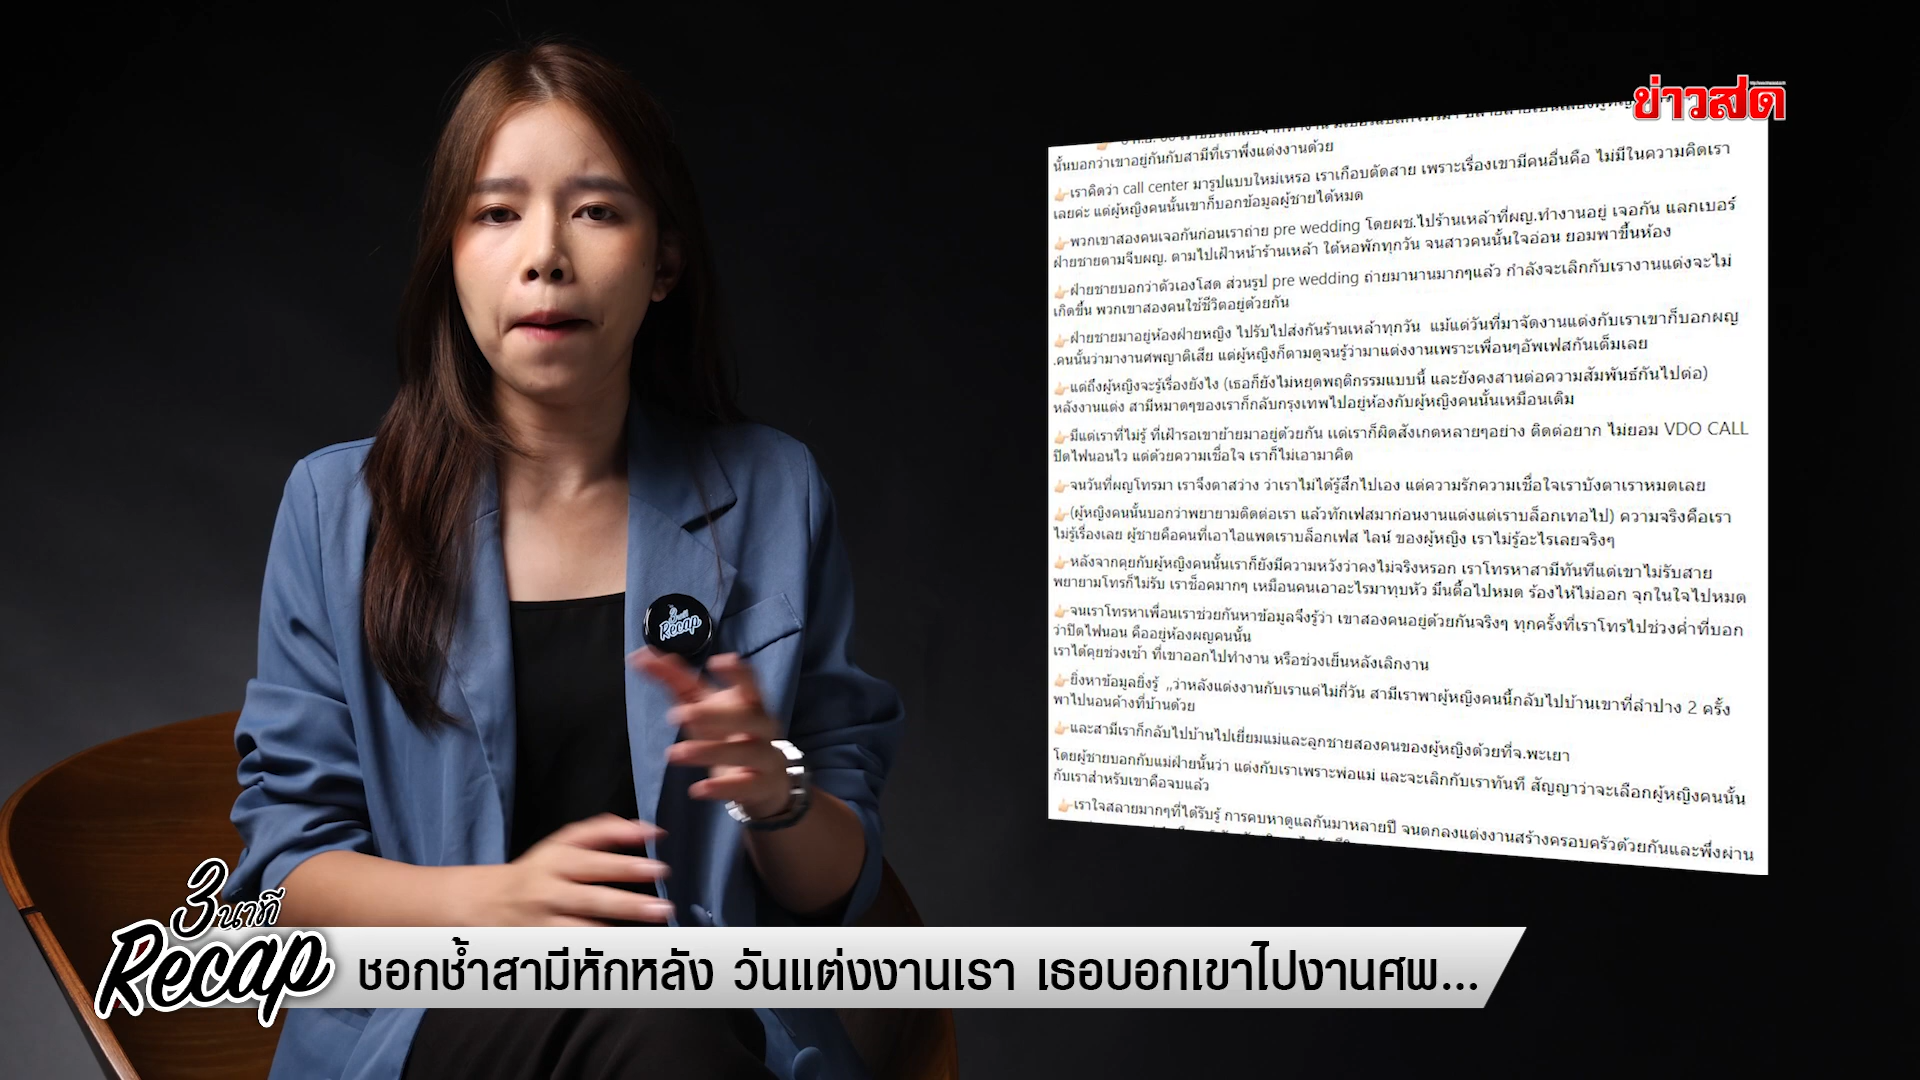 ข่าวสด
นั้นบอกว่าเขาอยู่กันกับสามีที่เราพึ่งแต่งงานด้วย
👉🏻เราคิดว่า call center มารูปแบบใหม่เหรอ เราเกือบตัดสาย เพราะเรื่องเขามีคนอื่นคือ ไม่มีในความคิดเรา
เลยค่ะ แต่ผู้หญิงคนนั้นเขาก็บอกข้อมูลผู้ชายได้หมด
👉🏻พวกเขาสองคนเจอกันก่อนเราถ่าย pre wedding โดยผช.ไปร้านเหล้าที่ผญ.ทำงานอยู่ เจอกัน แลกเบอร์
ฝ่ายชายตามจีบผญ. ตามไปเฝ้าหน้าร้านเหล้า ใต้หอพักทุกวัน จนสาวคนนั้นใจอ่อน ยอมพาขึ้นห้อง
👉🏻ฝ่ายชายบอกว่าตัวเองโสด ส่วนรูป pre wedding ถ่ายมานานมากๆแล้ว กำลังจะเลิกกับเรางานแต่งจะไม่
เกิดขึ้น พวกเขาสองคนใช้ชีวิตอยู่ด้วยกัน
👉🏻ฝ่ายชายมาอยู่ห้องฝ่ายหญิง ไปรับไปส่งกันร้านเหล้าทุกวัน แม้แต่วันที่มาจัดงานแต่งกับเราเขาก็บอกผญ
.คนนั้นว่ามางานศพญาติเสีย แต่ผู้หญิงก็ตามดูจนรู้ว่ามาแต่งงานเพราะเพื่อนๆอัพเฟสกันเต็มเลย
👉🏻แต่ถึงผู้หญิงจะรู้เรื่องยังไง (เธอก็ยังไม่หยุดพฤติกรรมแบบนี้ และยังคงสานต่อความสัมพันธ์กันไปต่อ)
หลังงานแต่ง สามีหมาดๆของเราก็กลับกรุงเทพไปอยู่ห้องกับผู้หญิงคนนั้นเหมือนเดิม
👉🏻มีแต่เราที่ไม่รู้ ที่เฝ้ารอเขาย้ายมาอยู่ด้วยกัน แต่เราก็ผิดสังเกตหลายๆอย่าง ติดต่อยาก ไม่ยอม VDO CALL
ปิดไฟนอนไว แต่ด้วยความเชื่อใจ เราก็ไม่เอามาคิด
👉🏻จนวันที่ผญโทรมา เราจึงตาสว่าง ว่าเราไม่ได้รู้สึกไปเอง แต่ความรักความเชื่อใจเราบังตาเราหมดเลย
👉🏻(ผู้หญิงคนนั้นบอกว่าพยายามติดต่อเรา แล้วทักเฟสมาก่อนงานแต่งแต่เราบล็อกเทอไป) ความจริงคือเรา
ไม่รู้เรื่องเลย ผู้ชายคือคนที่เอาไอแพดเราบล็อกเฟส ไลน์ ของผู้หญิง เราไม่รู้อะไรเลยจริงๆ
👉🏻หลังจากคุยกับผู้หญิงคนนั้นเราก็ยังมีความหวังว่าคงไม่จริงหรอก เราโทรหาสามีทันทีแต่เขาไม่รับสาย
พยายามโทรก็ไม่รับ เราช็อคมากๆ เหมือนคนเอาอะไรมาทุบหัว มึนตื้อไปหมด ร้องไห้ไม่ออก จุกในใจไปหมด
👉🏻จนเราโทรหาเพื่อนเราช่วยกันหาข้อมูลจึงรู้ว่า เขาสองคนอยู่ด้วยกันจริงๆ ทุกครั้งที่เราโทรไปช่วงค่ำที่บอก
ว่าปิดไฟนอน คืออยู่ห้องผญคนนั้น
เราได้คุยช่วงเช้า ที่เขาออกไปทำงาน หรือช่วงเย็นหลังเลิกงาน
👉🏻ยิ่งหาข้อมูลยิ่งรู้ ,,ว่าหลังแต่งงานกับเราแค่ไม่กี่วัน สามีเราพาผู้หญิงคนนี้กลับไปบ้านเขาที่ลำปาง 2 ครั้ง
พาไปนอนค้างที่บ้านด้วย
👉🏻และสามีเราก็กลับไปบ้านไปเยี่ยมแม่และลูกชายสองคนของผู้หญิงด้วยที่จ.พะเยา
โดยผู้ชายบอกกับแม่ฝ่ายนั้นว่า แต่งกับเราเพราะพ่อแม่ และจะเลิกกับเราทันที สัญญาว่าจะเลือกผู้หญิงคนนั้น
กับเราสำหรับเขาคือจบแล้ว
👉🏻เราใจสลายมากๆที่ได้รับรู้ การคบหาดูแลกันมาหลายปี จนตกลงแต่งงานสร้างครอบครัวด้วยกันและพึ่งผ่าน
3 นาที
Recap
3 นาที
Recap
ชอกช้ำสามีหักหลัง วันแต่งงานเรา เธอบอกเขาไปงานศพ...